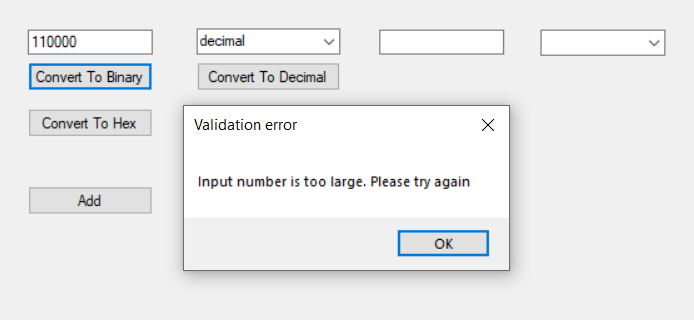 110000
decimal
Convert To Binary
Convert To Decimal
Convert To Hex
Validation error
Input number is too large. Please try again
OK
Add